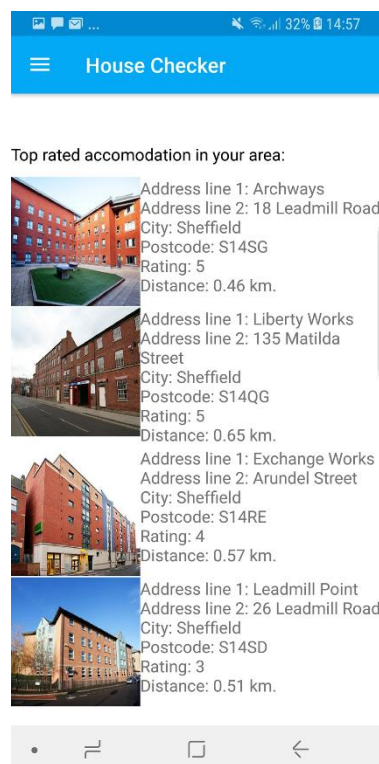 ... 32% 14:57
House Checker
Top rated accomodation in your area:
Address line 1: Archways
Address line 2: 18 Leadmill Road
City: Sheffield
Postcode: S14SG
Rating: 5
Distance: 0.46 km.
Address line 1: Liberty Works
Address line 2: 135 Matilda
Street
City: Sheffield
Postcode: S14QG
Rating: 5
Distance: 0.65 km.
Address line 1: Exchange Works
Address line 2: Arundel Street
City: Sheffield
Postcode: S14RE
Rating: 4
Distance: 0.57 km.
Address line 1: Leadmill Point
Address line 2: 26 Leadmill Road
City: Sheffield
Postcode: S14SD
Rating: 3
Distance: 0.51 km.